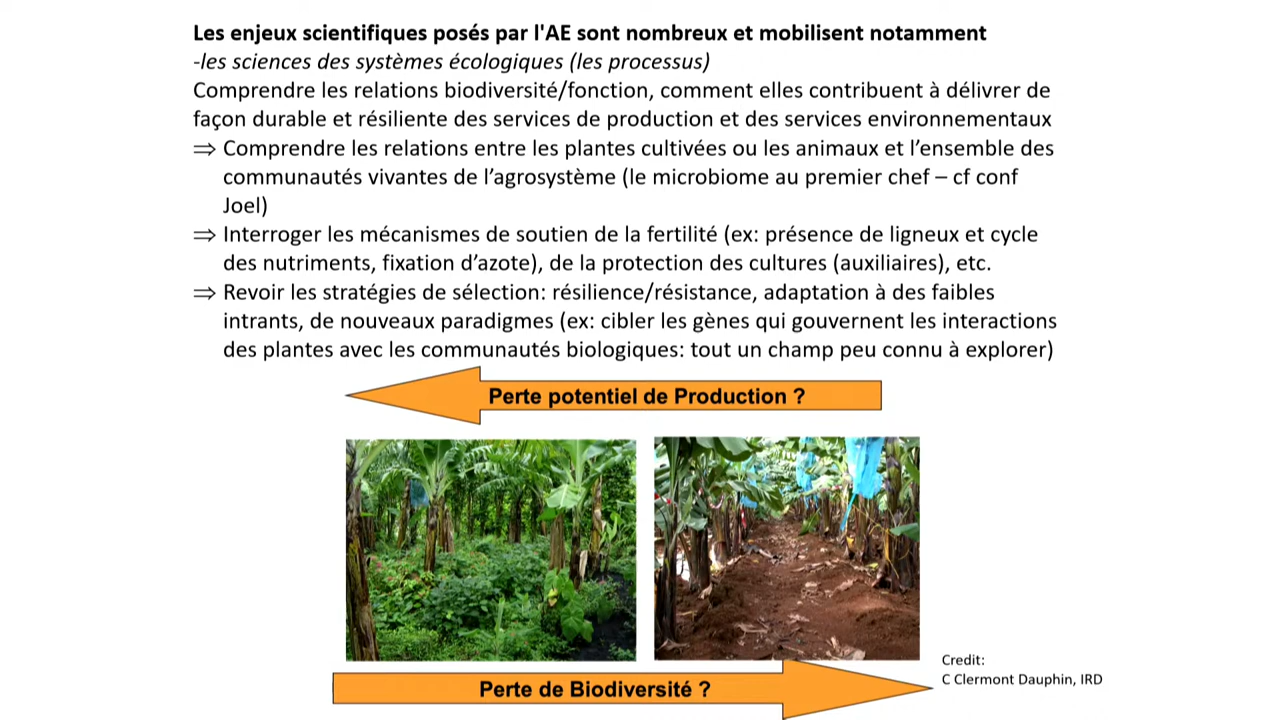 Les enjeux scientifiques posés par l'AE sont nombreux et mobilisent notamment
-les sciences des systèmes écologiques (les processus)
Comprendre les relations biodiversité/fonction, comment elles contribuent à délivrer de
façon durable et résiliente des services de production et des services environnementaux
⇒ Comprendre les relations entre les plantes cultivées ou les animaux et l’ensemble des
communautés vivantes de l’agrosystème (le microbiome au premier chef – cf conf
Joel)
⇒ Interroger les mécanismes de soutien de la fertilité (ex: présence de ligneux et cycle
des nutriments, fixation d’azote), de la protection des cultures (auxiliaires), etc.
⇒ Revoir les stratégies de sélection: résilience/résistance, adaptation à des faibles
intrants, de nouveaux paradigmes (ex: cibler les gènes qui gouvernent les interactions
des plantes avec les communautés biologiques: tout un champ peu connu à explorer)
Perte potentiel de Production ?
Perte de Biodiversité ?
Credit:
C Clermont Dauphin, IRD